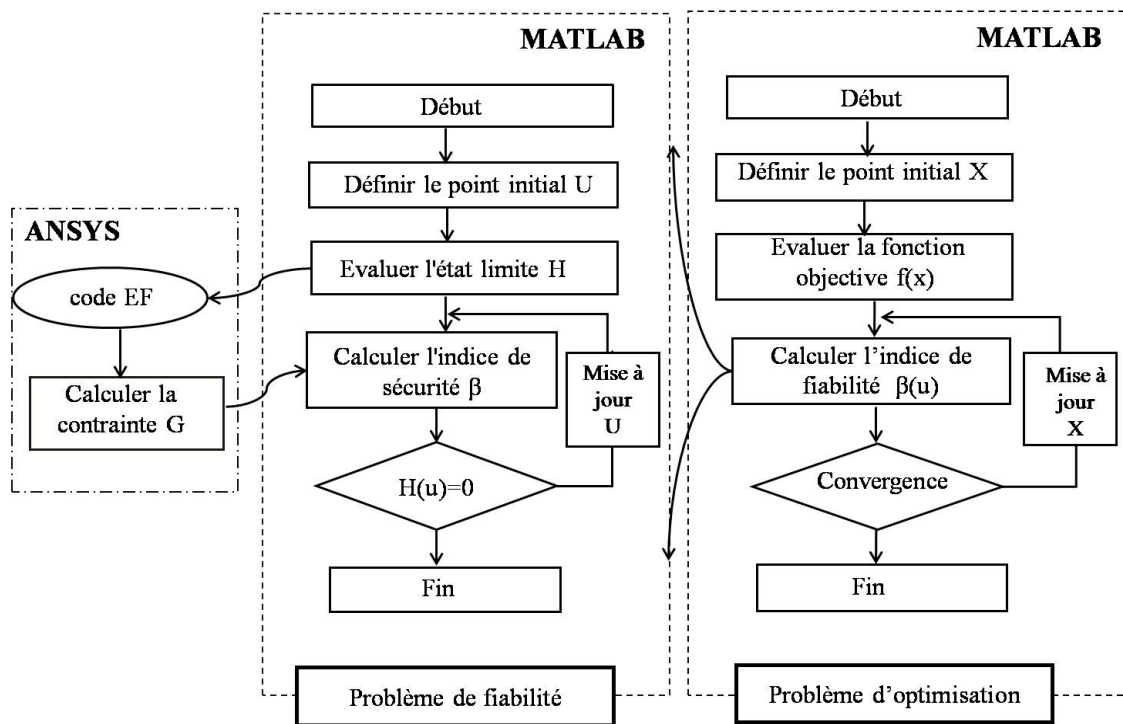 ANSYS
code EF
Calculer la
contrainte G
MATLAB
Début
Définir le point initial U
Evaluer l'état limite H
Calculer l'indice de
sécurité β
Mise à
jour
U
H(u)=0
Fin
Problème de fiabilité
MATLAB
Début
Définir le point initial X
Evaluer la fonction
objective f(x)
Calculer l’indice de
fiabilité β(u)
Mise à
jour
X
Convergence
Fin
Problème d’optimisation